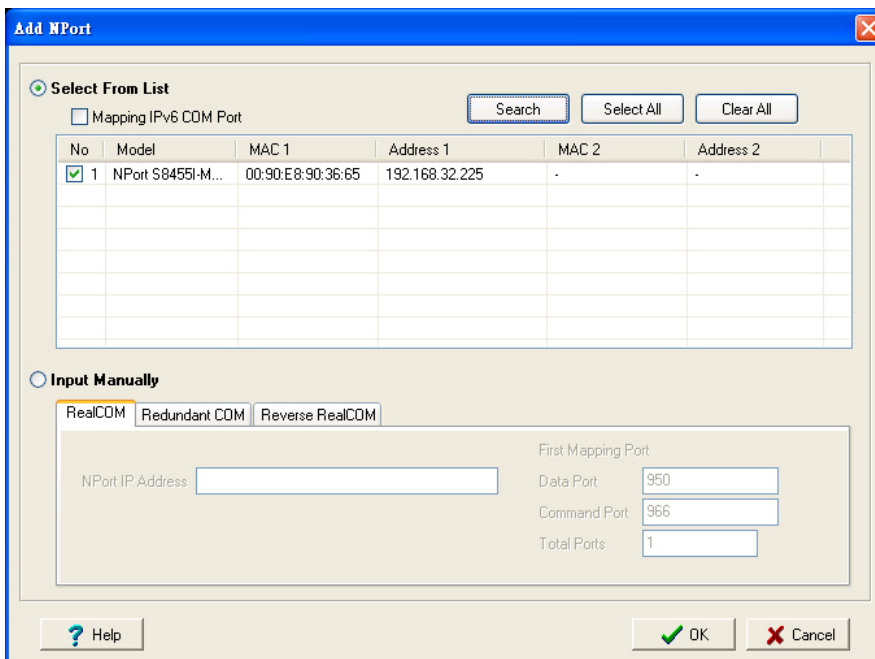 Add NPort
Select From List
Mapping IPv6 COM Port
Search
Select All
Clear All
No Model MAC 1 Address 1 MAC 2 Address 2
1 NPort S8455I-M... 00:90:E8:90:36:65 192.168.32.225 - -
Input Manually
RealCOM Redundant COM Reverse RealCOM
First Mapping Port
NPort IP Address Data Port 950
Command Port 966
Total Ports 1
Help OK Cancel